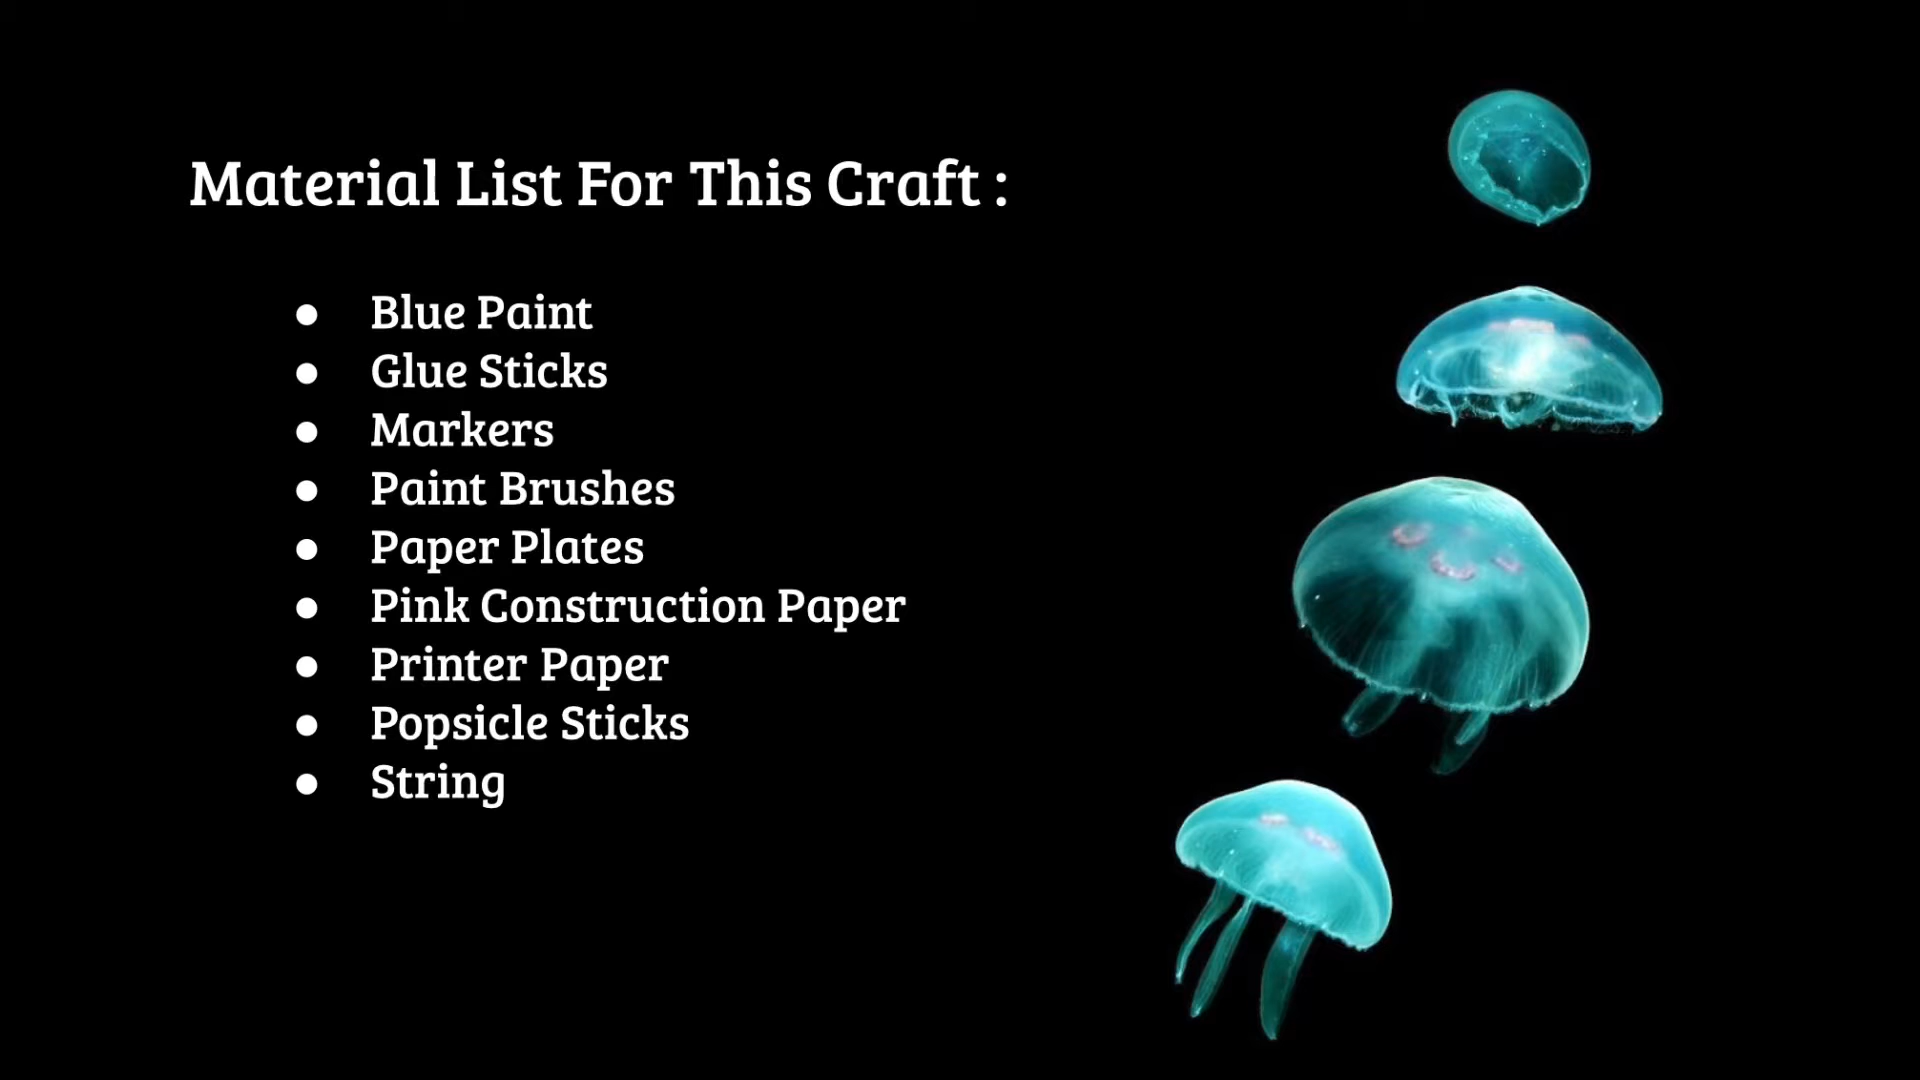 Material List For This Craft :
● Blue Paint
● Glue Sticks
● Markers
● Paint Brushes
● Paper Plates
● Pink Construction Paper
● Printer Paper
● Popsicle Sticks
● String